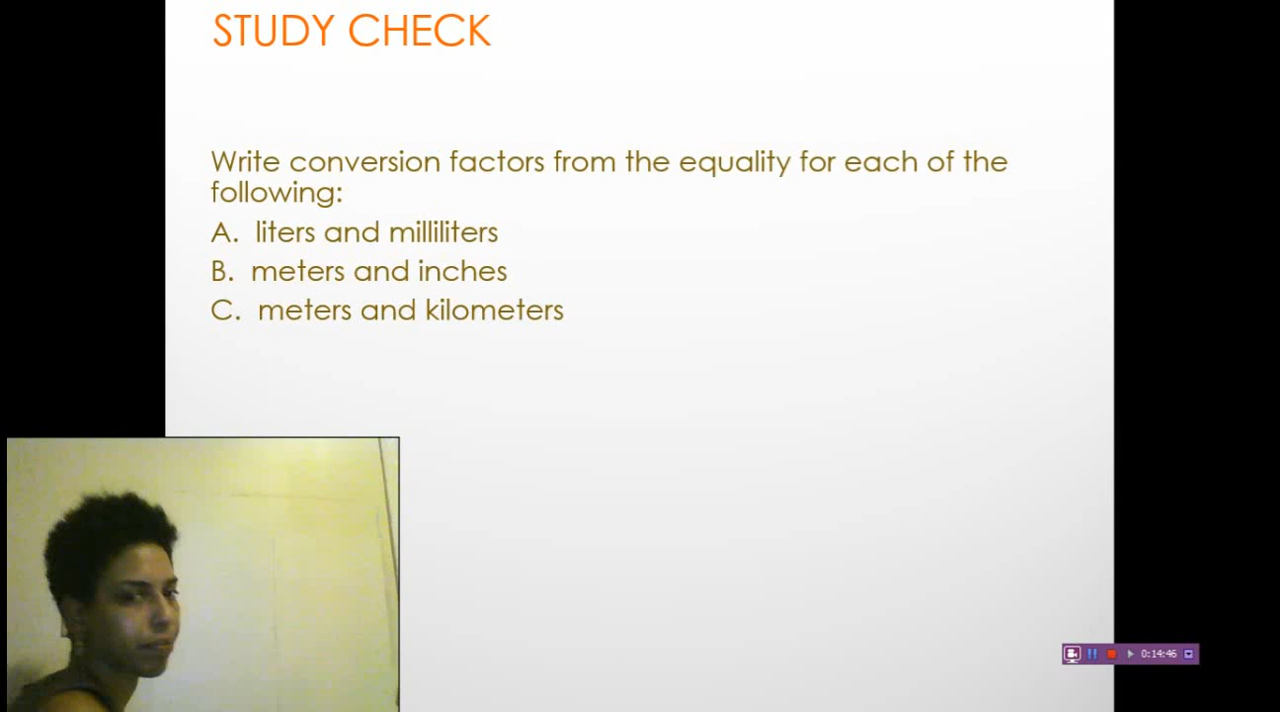 STUDY CHECK
Write conversion factors from the equality for each of the
following:
A. liters and milliliters
B. meters and inches
C. meters and kilometers
0:14:46